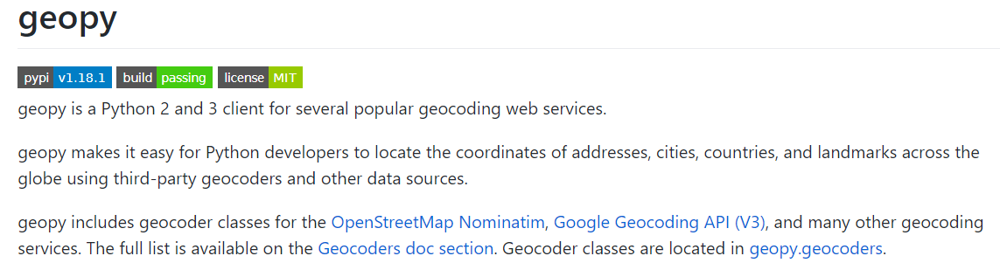 geopy
pypi v1.18.1 build passing license MIT
geopy is a Python 2 and 3 client for several popular geocoding web services.
geopy makes it easy for Python developers to locate the coordinates of addresses, cities, countries, and landmarks across the
globe using third-party geocoders and other data sources.
geopy includes geocoder classes for the OpenStreetMap Nominatim, Google Geocoding API (V3), and many other geocoding
services. The full list is available on the Geocoders doc section. Geocoder classes are located in geopy.geocoders.